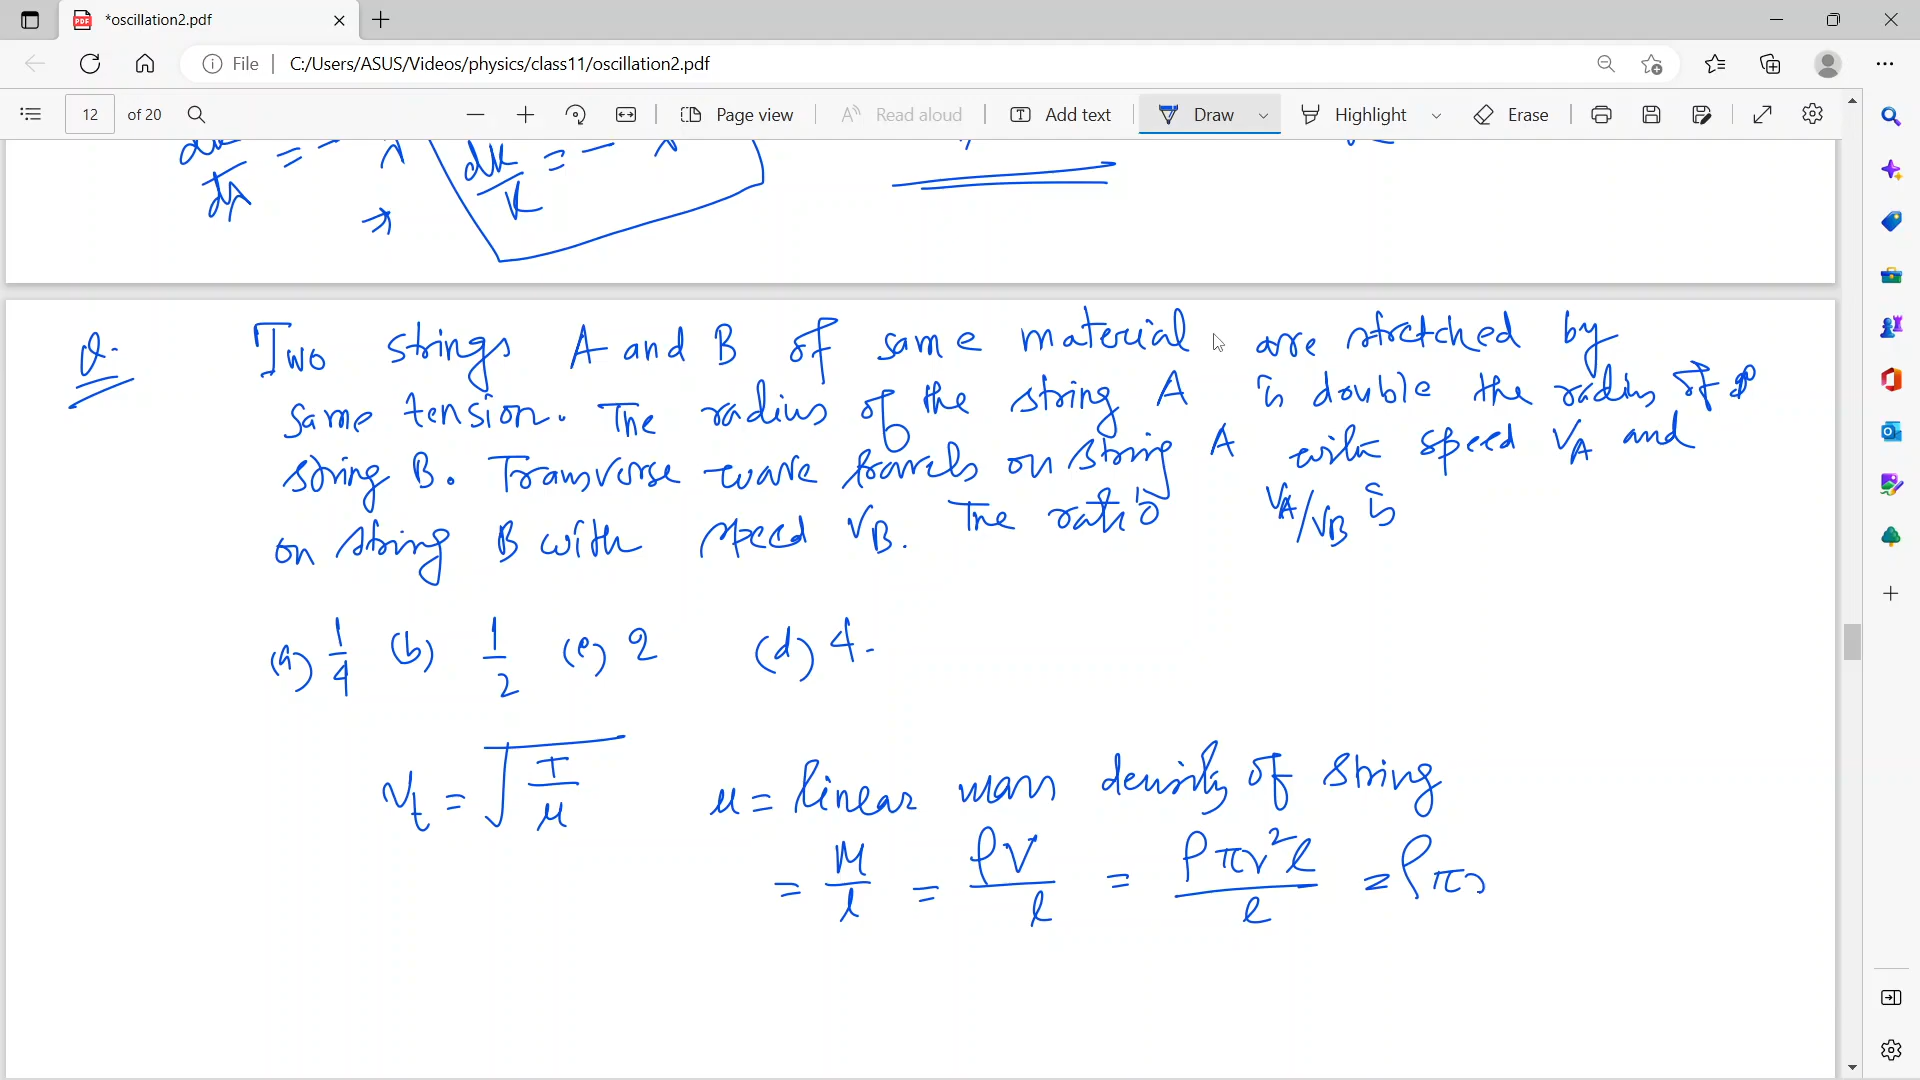 *oscillation2.pdf
File C:/Users/ASUS/Videos/physics/class11/oscillation2.pdf
12 of 20 Page view Read aloud Add text Draw Highlight Erase
dK/K = -
Q. Two strings A and B of same material are stretched by
same tension. The radius of the string A is double the radius of
string B. Transverse wave travels on string A with speed VA and
on string B with speed VB. The ratio VA/VB is
(a) 1/4 (b) 1/2 (c) 2 (d) 4.
vt = √(T/μ) μ = linear mass density of string
= M/l = ρV/l = ρπr²l/l = ρπ